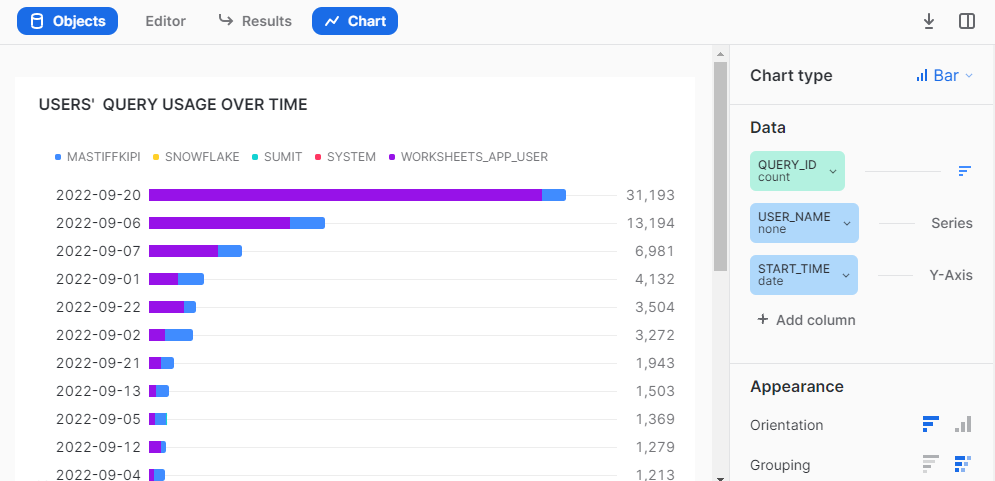 Objects Editor Results Chart
USERS' QUERY USAGE OVER TIME
MASTIFFKIPI SNOWFLAKE SUMIT SYSTEM WORKSHEETS_APP_USER
2022-09-20 31,193
2022-09-06 13,194
2022-09-07 6,981
2022-09-01 4,132
2022-09-22 3,504
2022-09-02 3,272
2022-09-21 1,943
2022-09-13 1,503
2022-09-05 1,369
2022-09-12 1,279
2022-09-04 1,213
Chart type Bar
Data
QUERY_ID
count
USER_NAME
none
Series
START_TIME
date
Y-Axis
+ Add column
Appearance
Orientation
Grouping